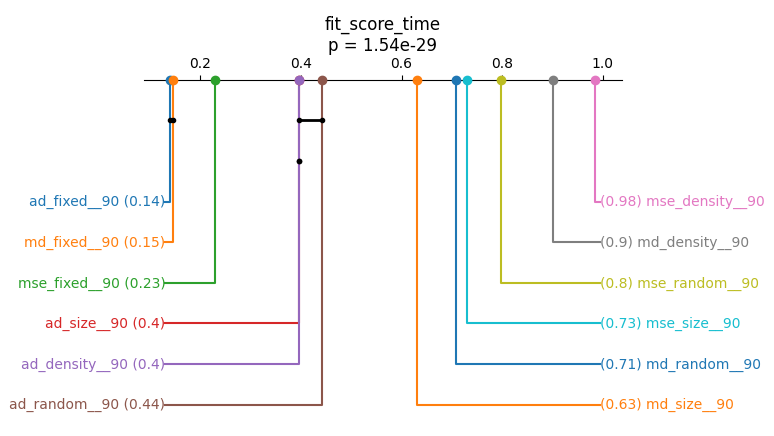 fit_score_time
p = 1.54e-29
0.2 0.4 0.6 0.8 1.0
ad_fixed__90 (0.14)
(0.98) mse_density__90
md_fixed__90 (0.15)
(0.9) md_density__90
mse_fixed__90 (0.23)
(0.8) mse_random__90
ad_size__90 (0.4)
(0.73) mse_size__90
ad_density__90 (0.4)
(0.71) md_random__90
ad_random__90 (0.44)
(0.63) md_size__90